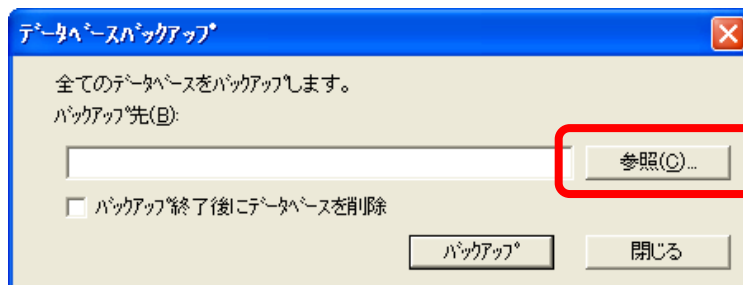 ﾃﾞｰﾀﾍﾞｰｽﾊﾞｯｸｱｯﾌﾟ
全てのﾃﾞｰﾀﾍﾞｰｽをﾊﾞｯｸｱｯﾌﾟします。
ﾊﾞｯｸｱｯﾌﾟ先(B):
参照(C)...
ﾊﾞｯｸｱｯﾌﾟ終了後にﾃﾞｰﾀﾍﾞｰｽを削除
ﾊﾞｯｸｱｯﾌﾟ 閉じる